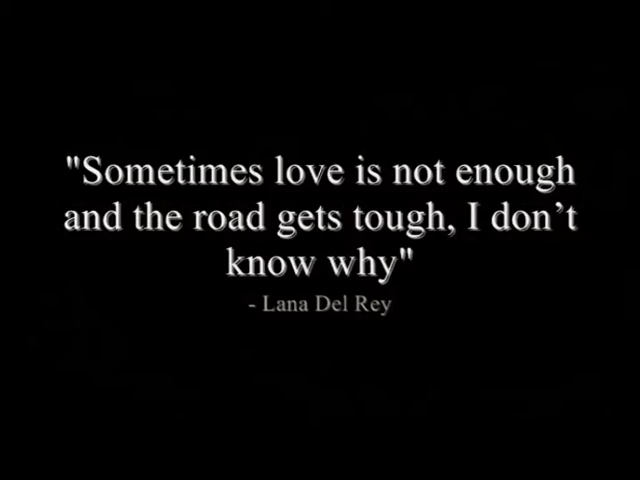 "Sometimes love is not enough
and the road gets tough, I don’t
know why"
- Lana Del Rey